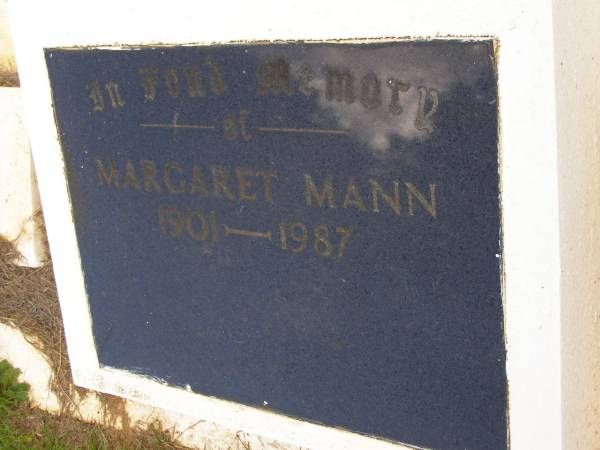 In Fond Memory
of
MARGARET MANN
1901 — 1987